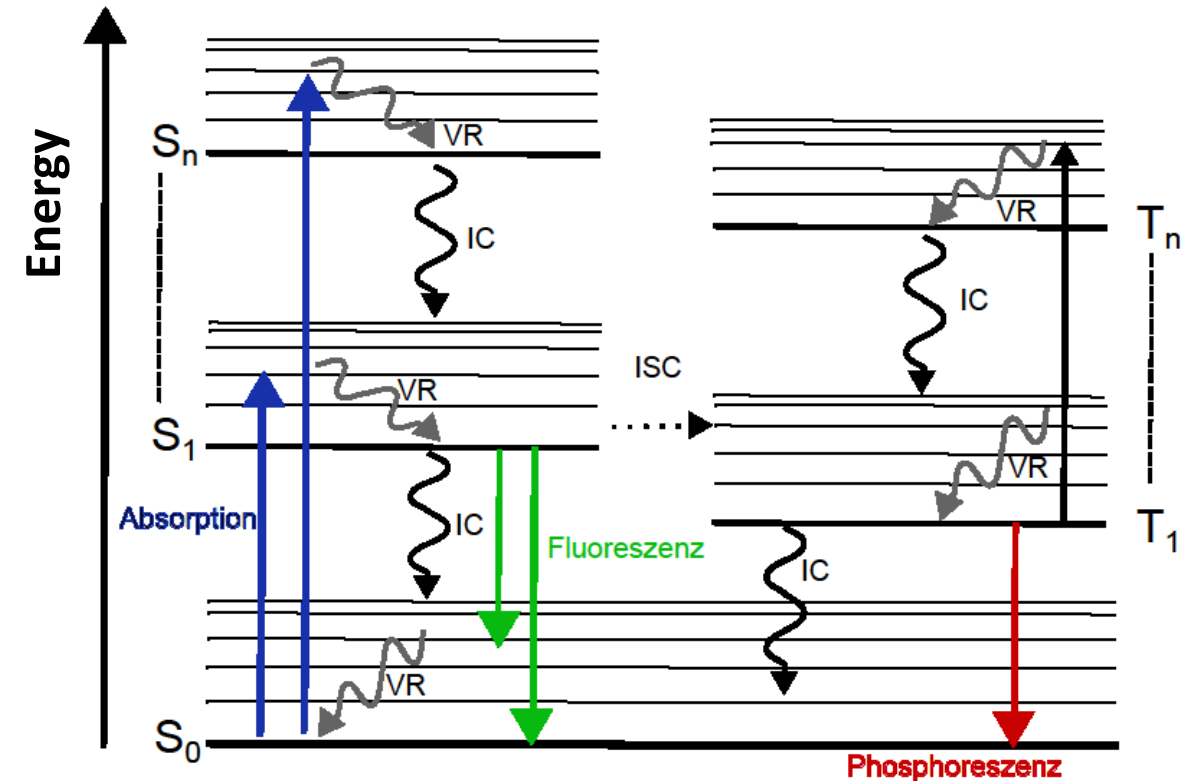 Energy
Sₙ
VR
IC
Tₙ
VR
IC
ISC
VR
S₁
IC
Absorption
Fluoreszenz
VR
T₁
IC
VR
S₀
Phosphoreszenz